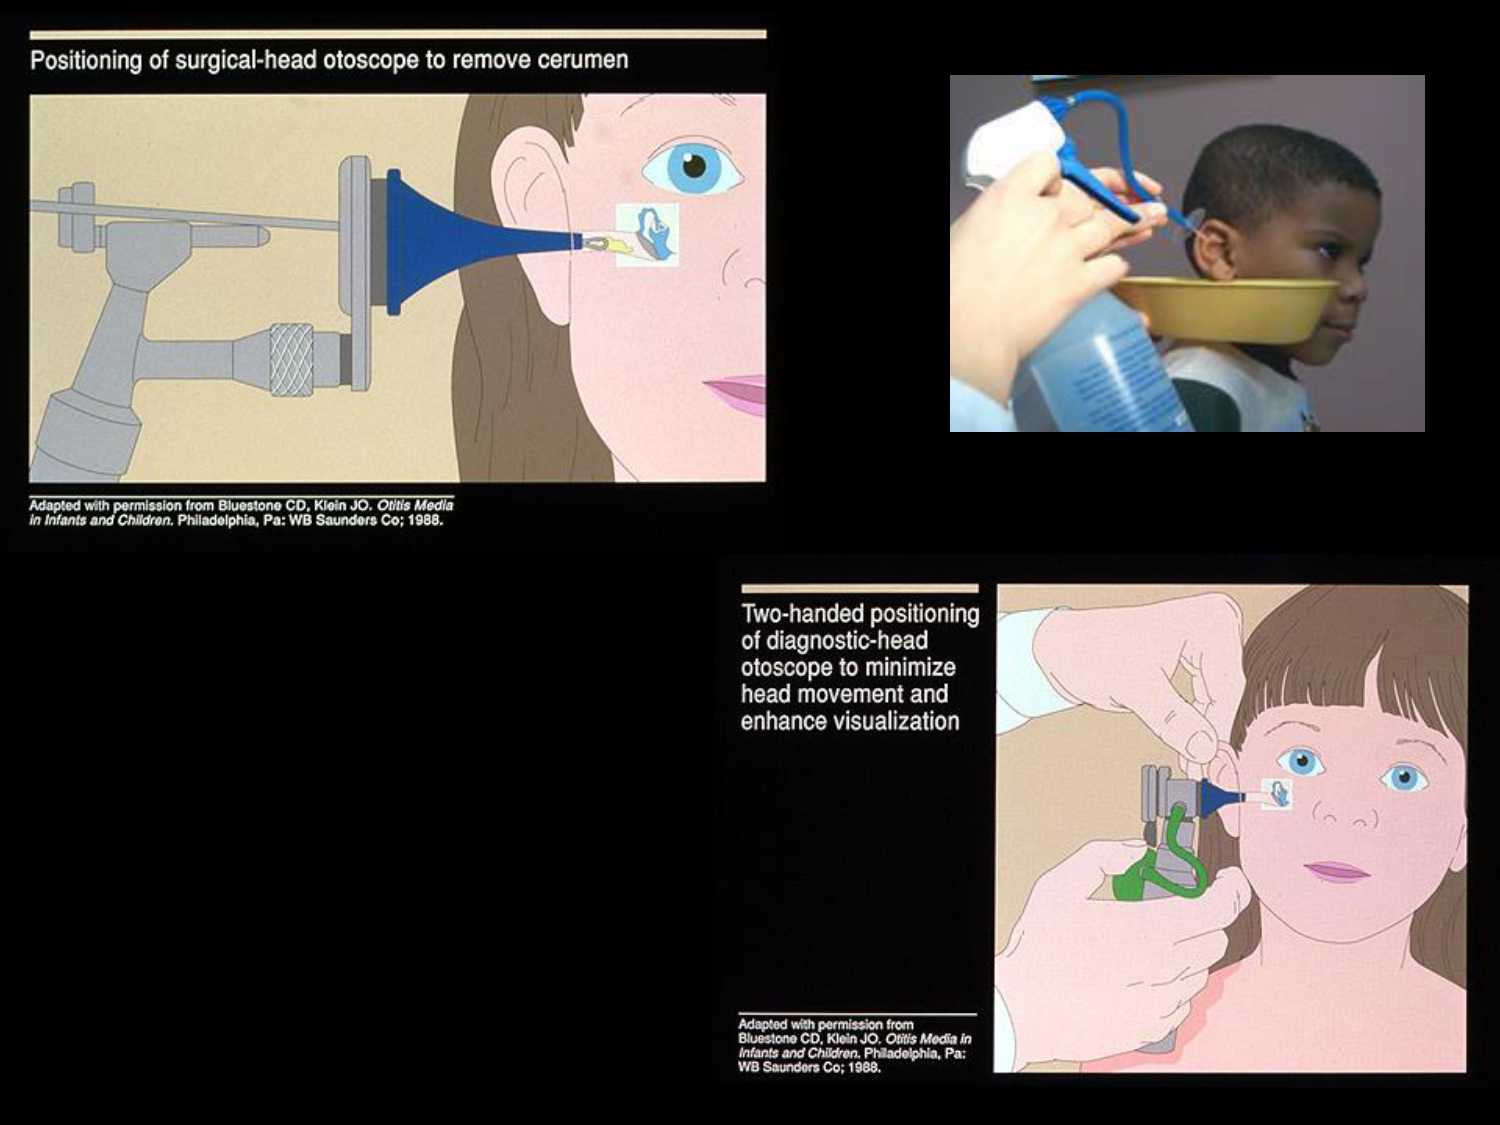 Positioning of surgical-head otoscope to remove cerumen
Adapted with permission from Bluestone CD, Klein JO. Otitis Media
in Infants and Children. Philadelphia, Pa: WB Saunders Co; 1988.
Two-handed positioning
of diagnostic-head
otoscope to minimize
head movement and
enhance visualization
Adapted with permission from
Bluestone CD, Klein JO. Otitis Media in
Infants and Children. Philadelphia, Pa:
WB Saunders Co; 1988.